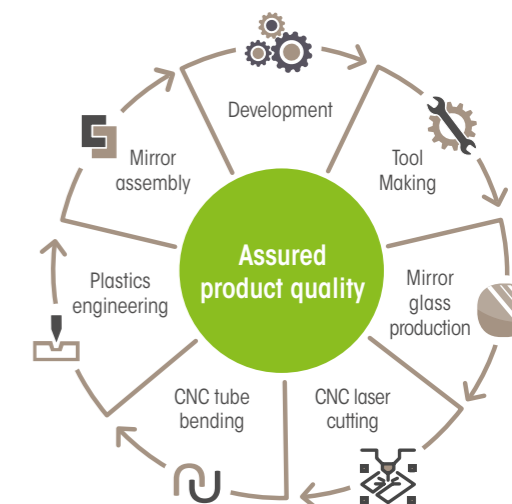 Development
Tool
Making
Mirror
glass
production
CNC laser
cutting
CNC tube
bending
Plastics
engineering
Mirror
assembly
Assured
product quality